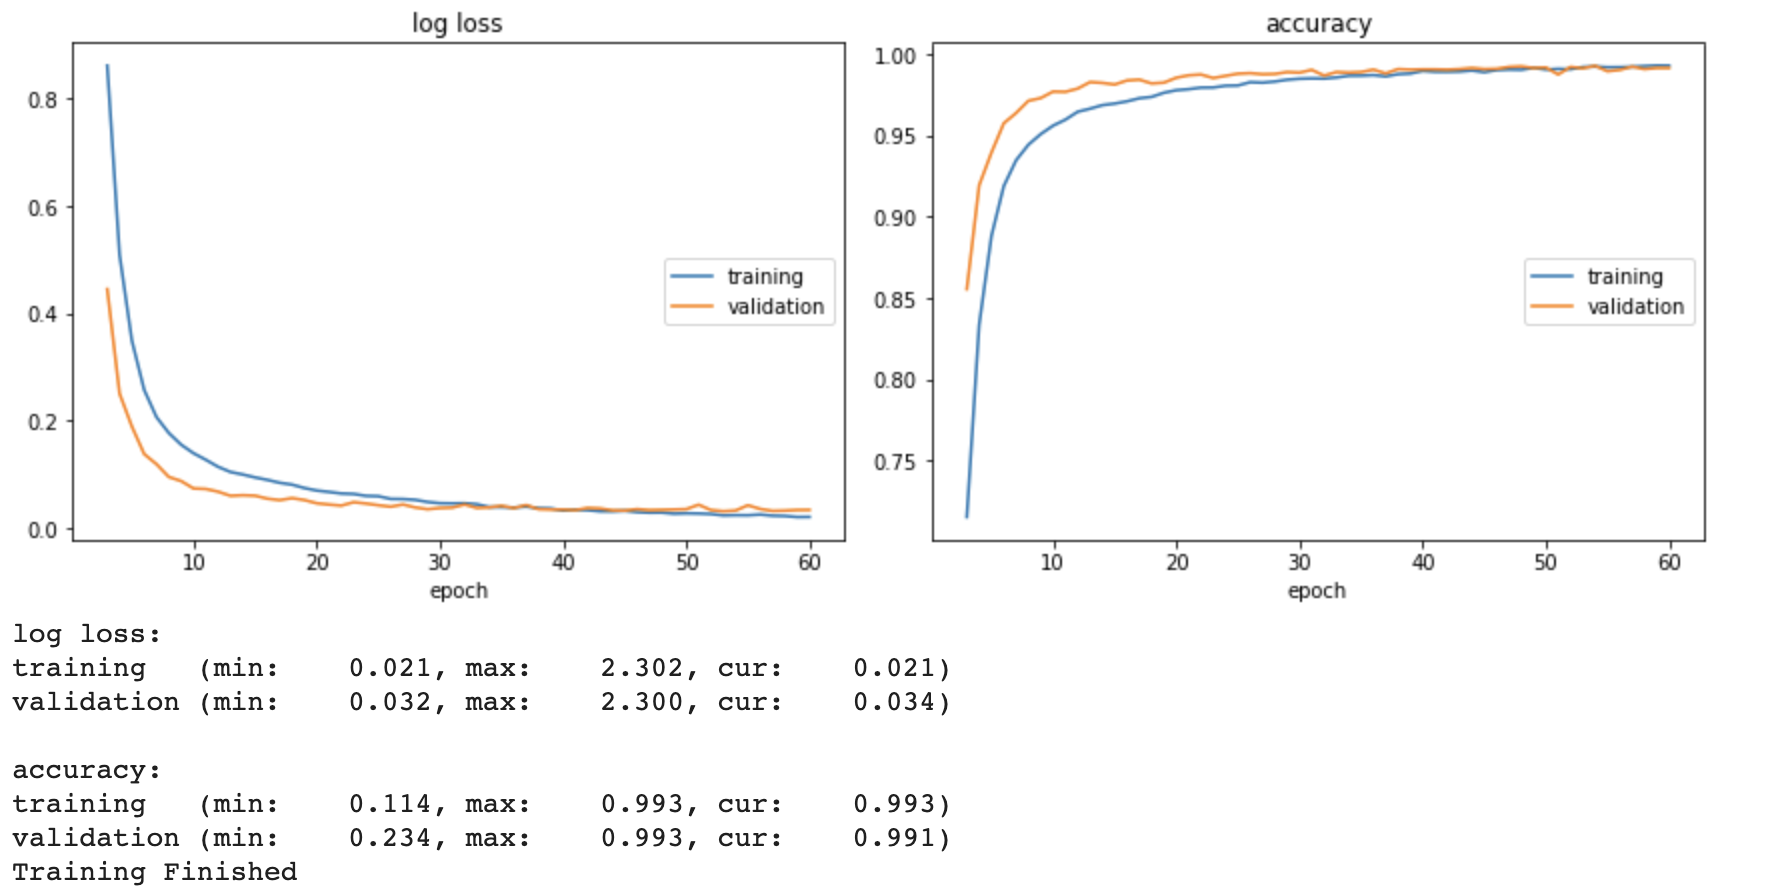 log loss
0.8
0.6
0.4
0.2
0.0
10 20 30 40 50 60
epoch
training
validation
accuracy
1.00
0.95
0.90
0.85
0.80
0.75
10 20 30 40 50 60
epoch
training
validation
log loss:
training   (min:    0.021, max:    2.302, cur:    0.021)
validation (min:    0.032, max:    2.300, cur:    0.034)
accuracy:
training   (min:    0.114, max:    0.993, cur:    0.993)
validation (min:    0.234, max:    0.993, cur:    0.991)
Training Finished